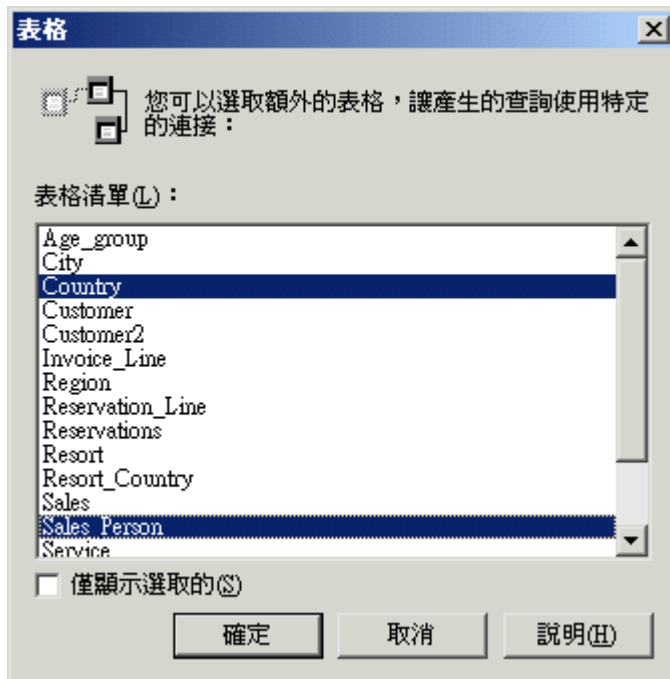 表格
您可以選取額外的表格，讓產生的查詢使用特定
的連接：
表格清單(L)：
Age_group
City
Country
Customer
Customer2
Invoice_Line
Region
Reservation_Line
Reservations
Resort
Resort_Country
Sales
Sales_Person
Service
僅顯示選取的(S)
確定 取消 說明(H)